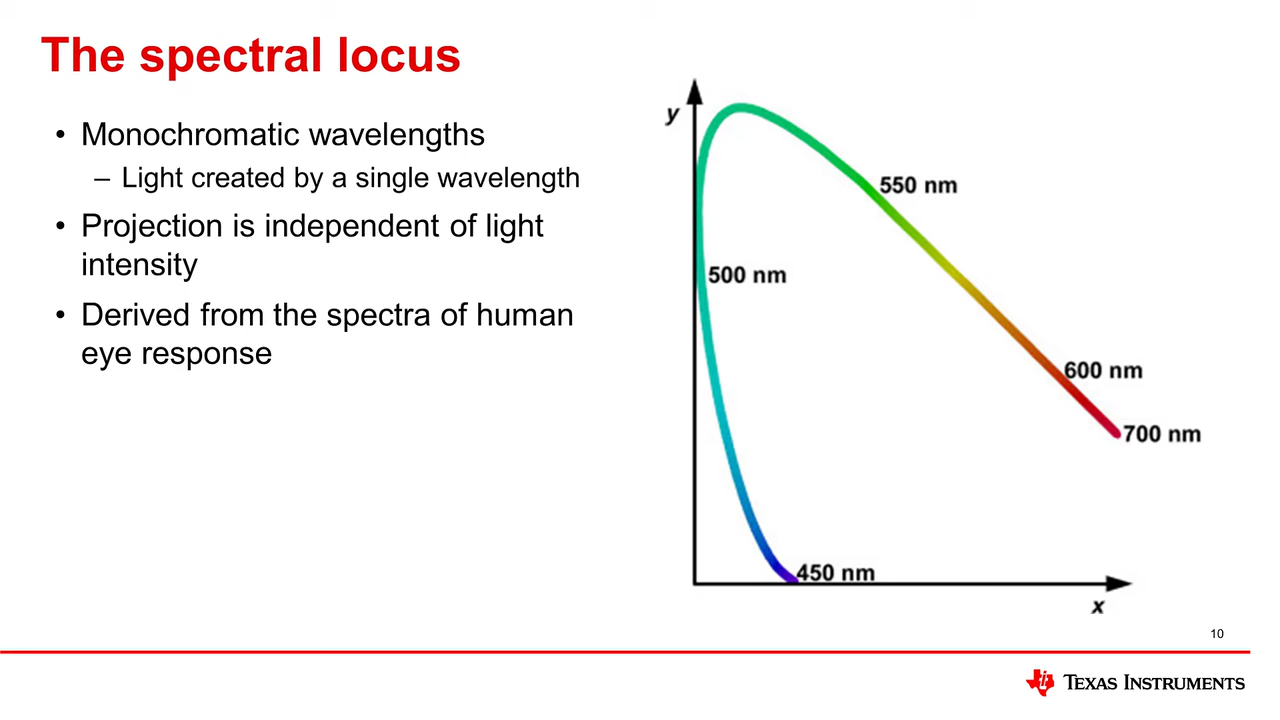 The spectral locus
• Monochromatic wavelengths
– Light created by a single wavelength
• Projection is independent of light
intensity
• Derived from the spectra of human
eye response
y
550 nm
500 nm
600 nm
700 nm
450 nm
x
10
TEXAS INSTRUMENTS